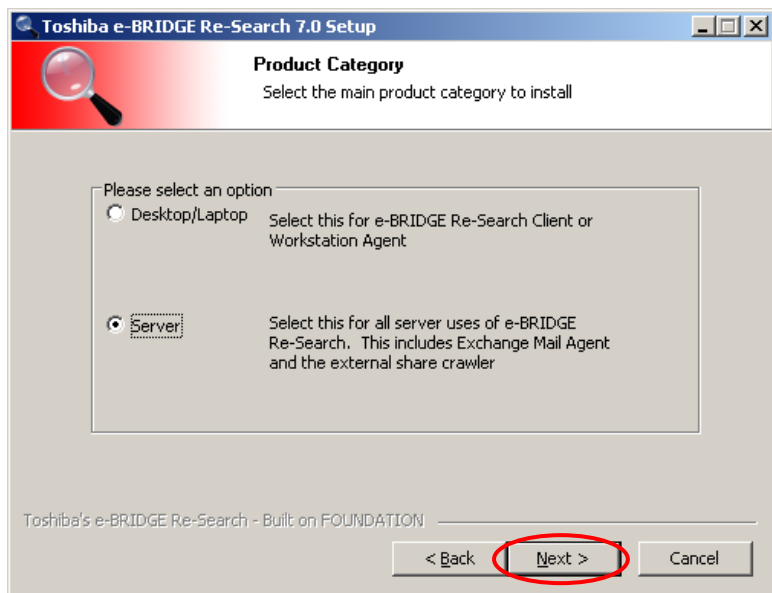 Toshiba e-BRIDGE Re-Search 7.0 Setup
Product Category
Select the main product category to install
Please select an option
Desktop/Laptop
Select this for e-BRIDGE Re-Search Client or
Workstation Agent
Server
Select this for all server uses of e-BRIDGE
Re-Search. This includes Exchange Mail Agent
and the external share crawler
Toshiba's e-BRIDGE Re-Search - Built on FOUNDATION
< Back
Next >
Cancel